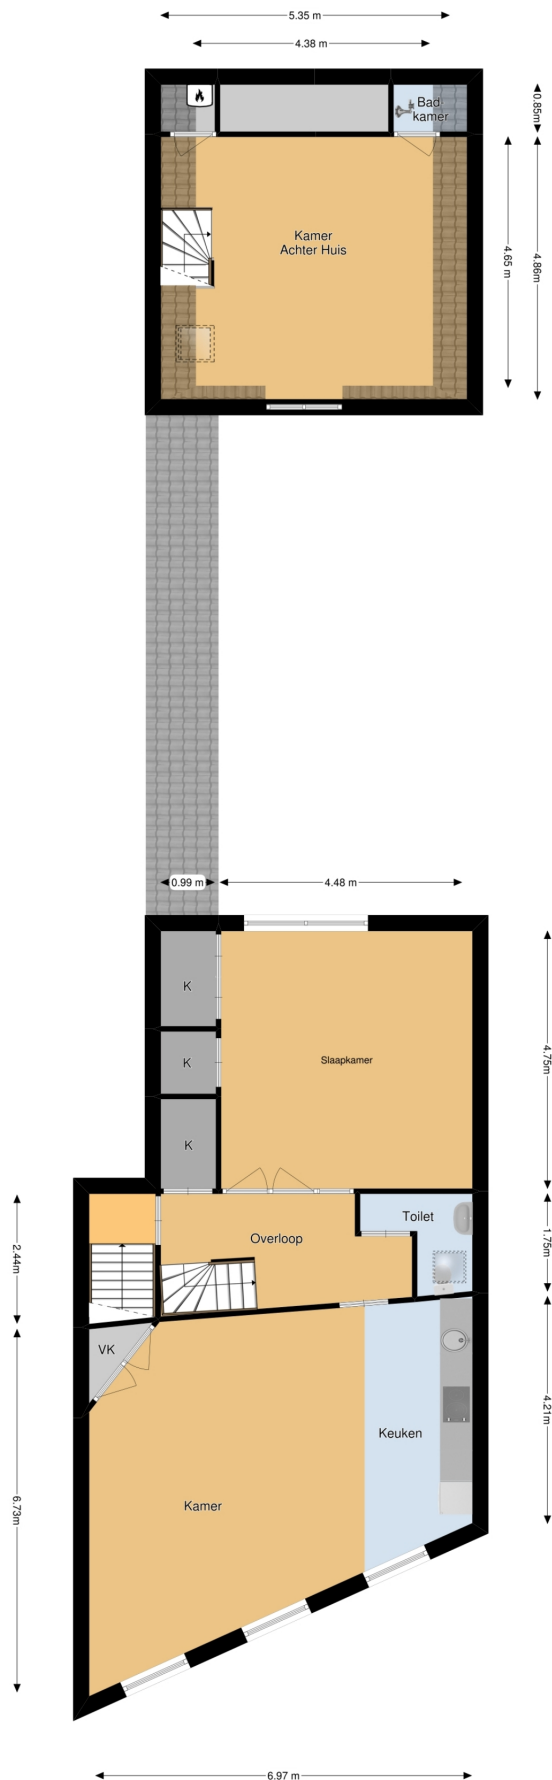 5.35 m
4.38 m
0.85m
Bad-
kamer
Kamer
Achter Huis
4.65 m
4.86m
0.99 m
4.48 m
K
K
Slaapkamer
4.75m
K
Toilet
Overloop
1.75m
2.44m
VK
4.21m
Keuken
Kamer
6.73m
6.97 m